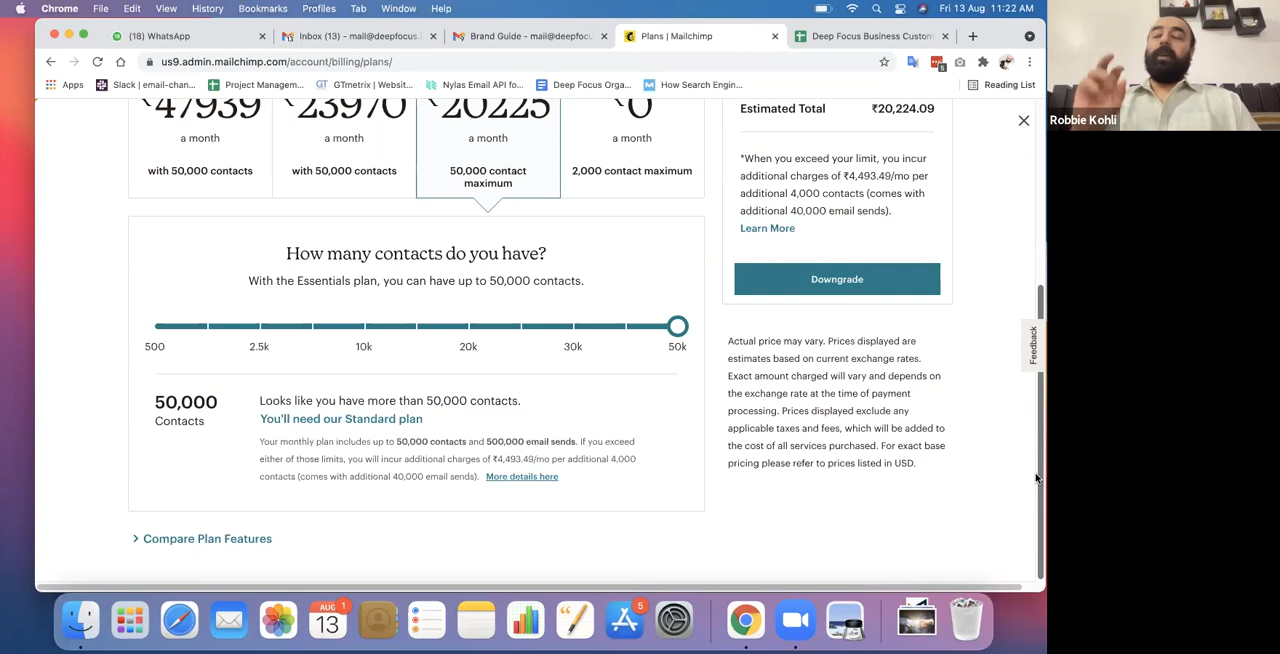 Chrome File Edit View History Bookmarks Profiles Tab Window Help Fri 13 Aug 11:22 AM
(18) WhatsApp
Inbox (13) - mail@deepfocus.
Brand Guide - mail@deepfocu
Plans | Mailchimp
Deep Focus Business Custom
us9.admin.mailchimp.com/account/billing/plans/
5
Apps Slack | email-chan... Project Managem... GT GTmetrix | Websit... Nylas Email API fo... Deep Focus Orga... M How Search Engin... Reading List
₹47939
a month
with 50,000 contacts
₹23970
a month
with 50,000 contacts
₹20225
a month
50,000 contact
maximum
₹0
a month
2,000 contact maximum
How many contacts do you have?
With the Essentials plan, you can have up to 50,000 contacts.
500 2.5k 10k 20k 30k 50k
50,000
Contacts
Looks like you have more than 50,000 contacts.
You'll need our Standard plan
Your monthly plan includes up to 50,000 contacts and 500,000 email sends. If you exceed
either of those limits, you will incur additional charges of ₹4,493.49/mo per additional 4,000
contacts (comes with additional 40,000 email sends). More details here
Compare Plan Features
Estimated Total ₹20,224.09
*When you exceed your limit, you incur
additional charges of ₹4,493.49/mo per
additional 4,000 contacts (comes with
additional 40,000 email sends).
Learn More
Downgrade
Actual price may vary. Prices displayed are
estimates based on current exchange rates.
Exact amount charged will vary and depends on
the exchange rate at the time of payment
processing. Prices displayed exclude any
applicable taxes and fees, which will be added to
the cost of all services purchased. For exact base
pricing please refer to prices listed in USD.
Feedback
Robbie Kohli
AUG 1
13
5